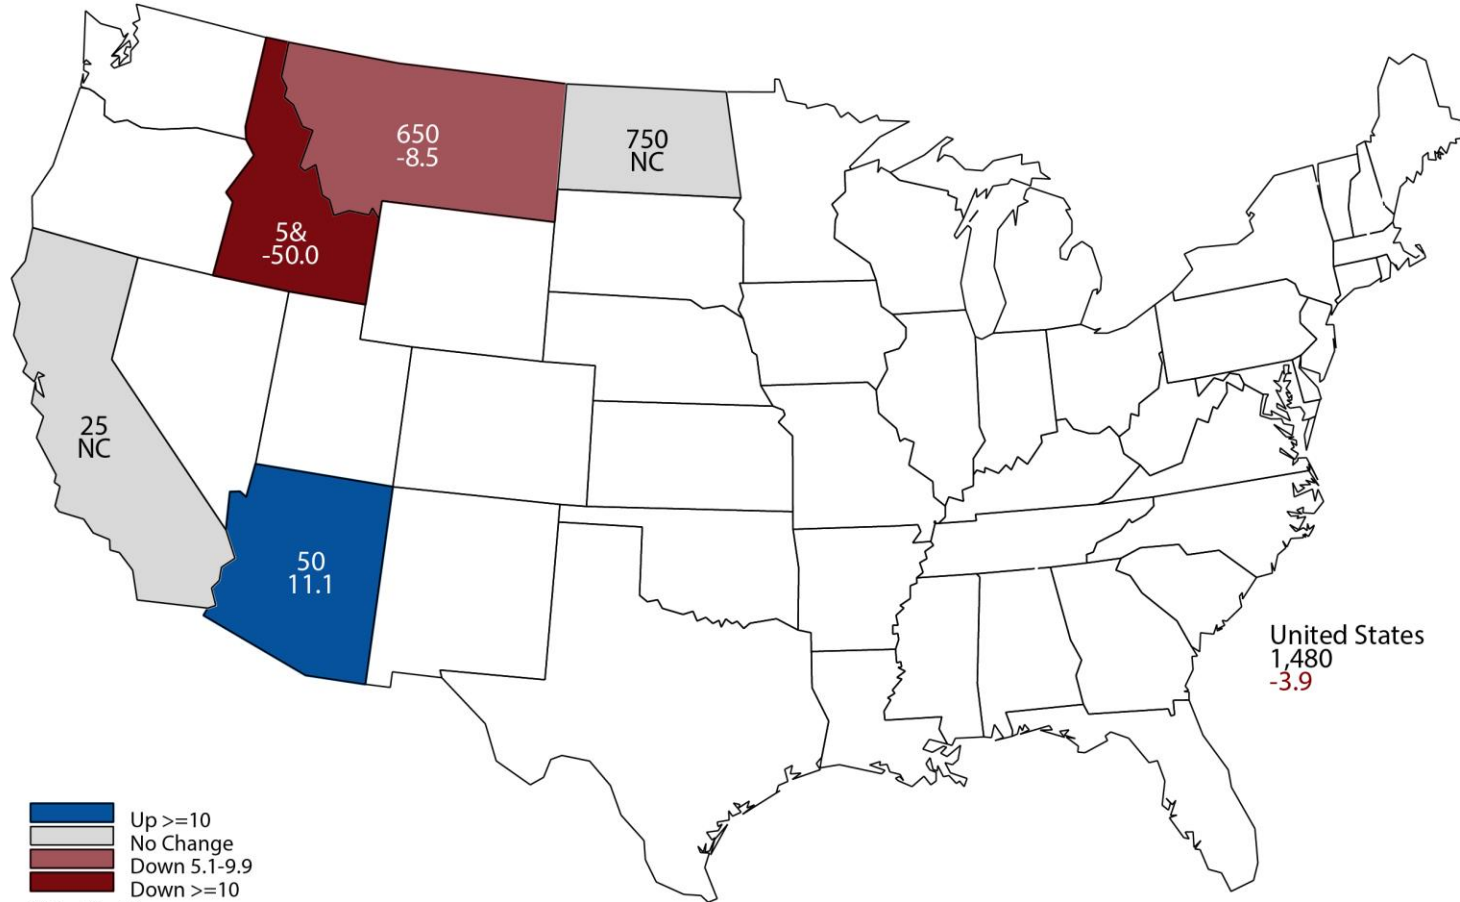 650
-8.5
750
NC
5&
-50.0
25
NC
50
11.1
United States
1,480
-3.9
Up >=10
No Change
Down 5.1-9.9
Down >=10